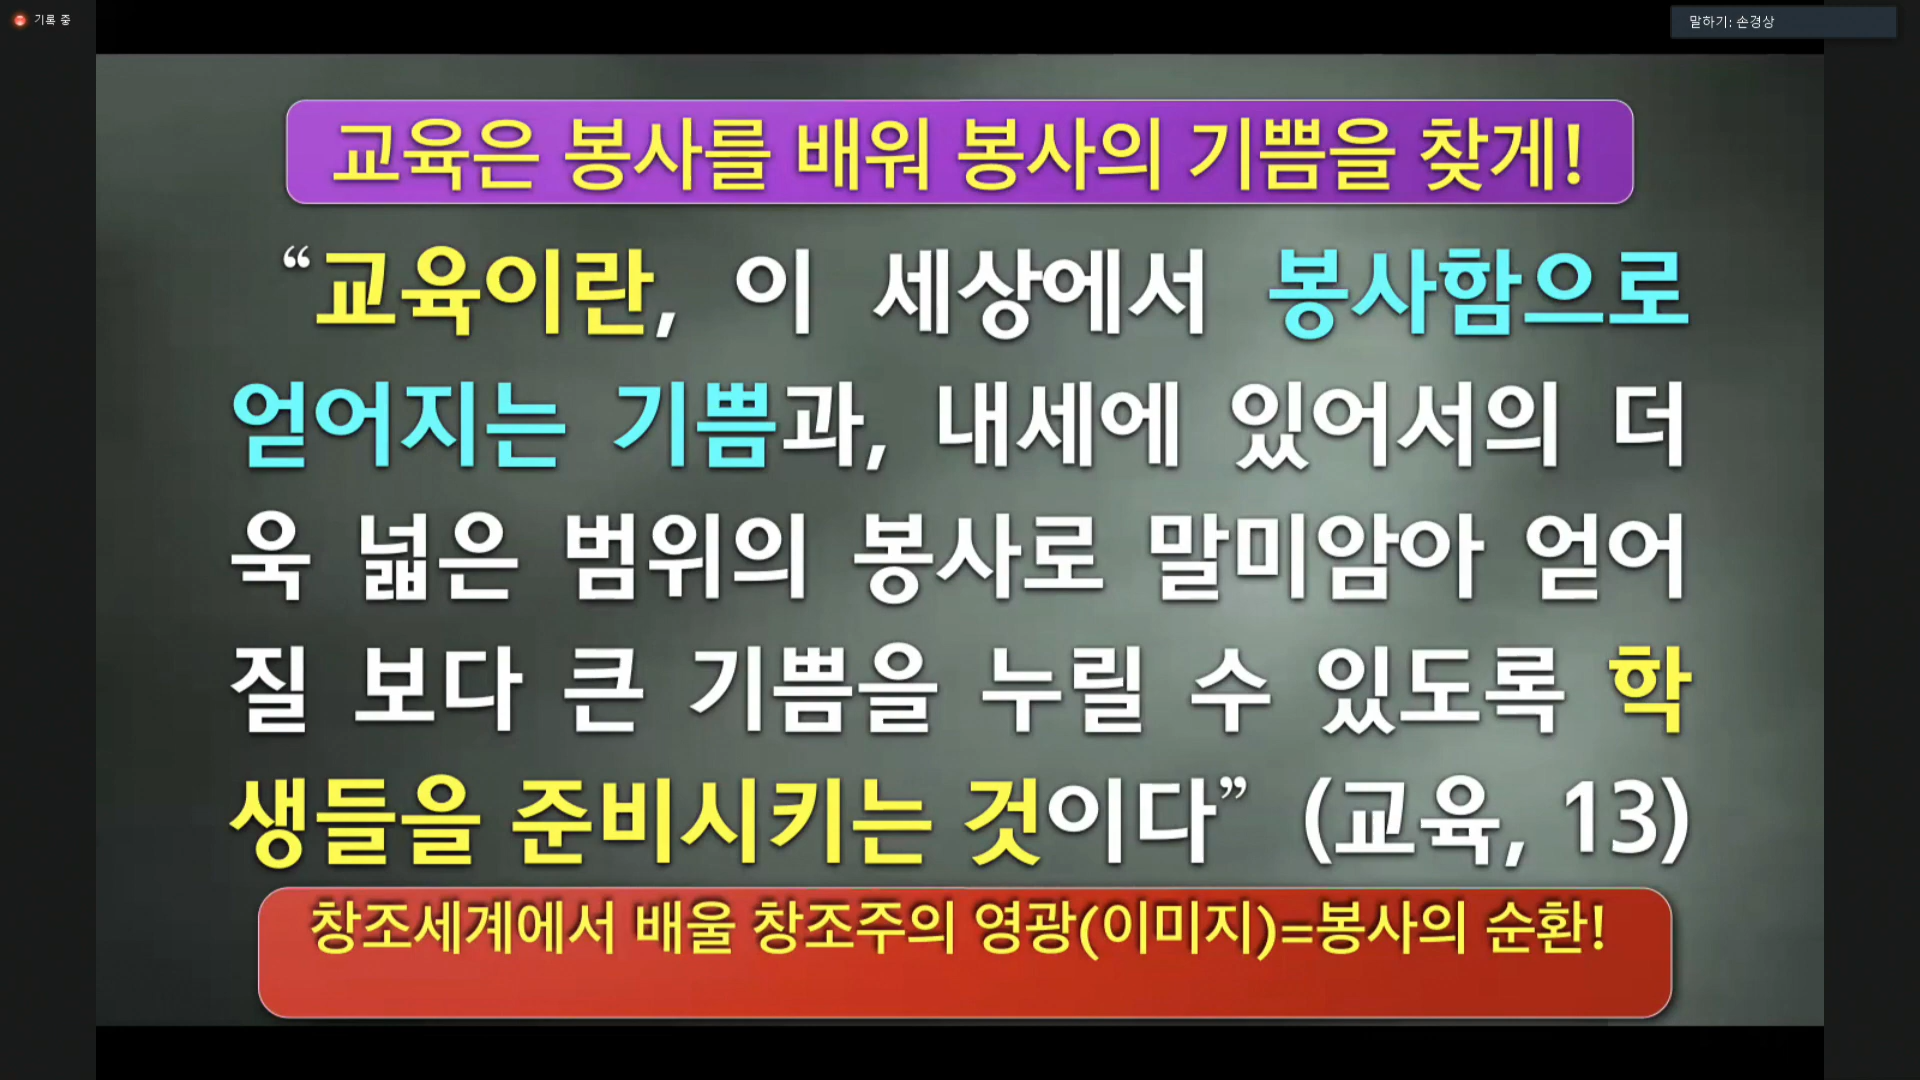 기록 중
말하기: 손경상
교육은 봉사를 배워 봉사의 기쁨을 찾게!
“교육이란, 이 세상에서 봉사함으로
얻어지는 기쁨과, 내세에 있어서의 더
욱 넓은 범위의 봉사로 말미암아 얻어
질 보다 큰 기쁨을 누릴 수 있도록 학
생들을 준비시키는 것이다” (교육, 13)
창조세계에서 배울 창조주의 영광(이미지)=봉사의 순환!